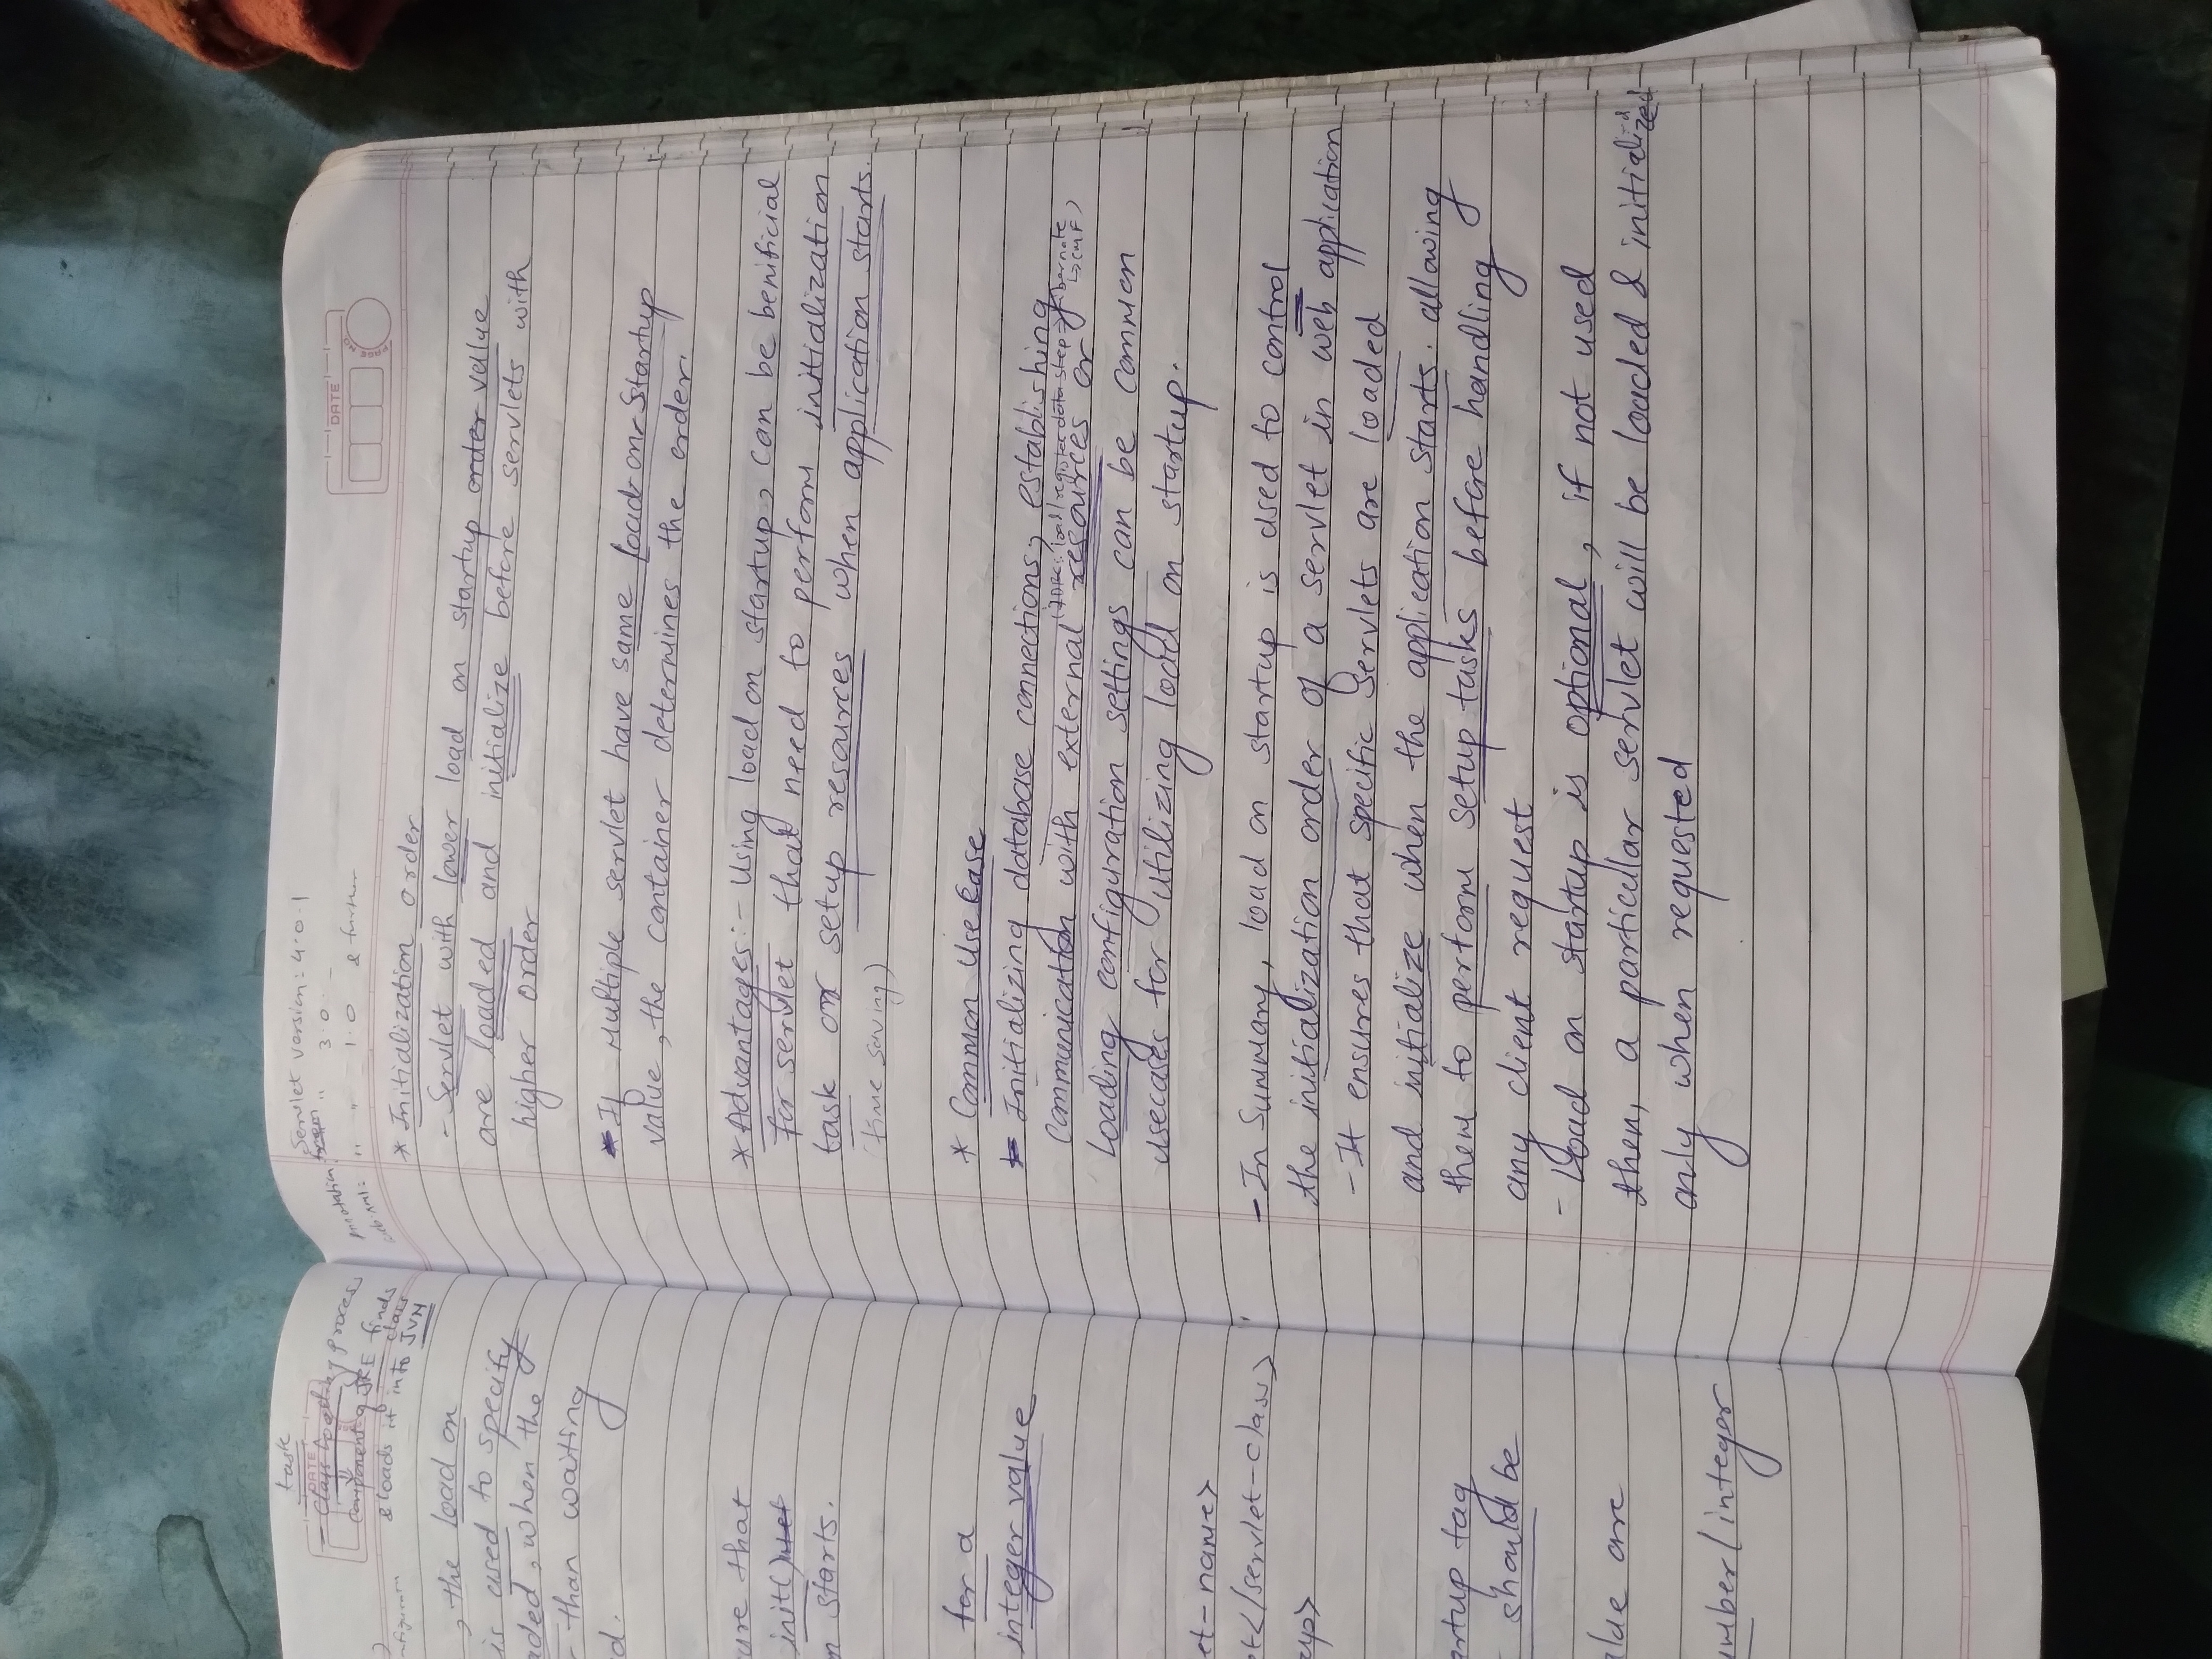 task
DATE
- Class Loading process
Component of JRE finds
& loads it into class
JVM
, the load on
is used to specify
aded, when the
than waiting
d.
ure that
init()
n starts.
for a
integer value
et-name>
et</servlet-class>
up>
artup tag
should be
alue are
umber/integer
Servlet version: 4.0.1
Annotation from " 3.0 -
web.xml: " " 1.0 & further
DATE
PAGE NO.
* Initialization order
- Servlet with lower load on startup order vallue
are loaded and initialize before servlets with
higher order
* If Multiple servlet have same load-on-Startup
value, the container determines the order.
* Advantages:- Using load on startup, can be benificial
for servlet that need to perform initialization
task or setup resources when application starts.
(time saving)
* Common Use Case
Initializing database connections, establishing
(JDBC: load/register data step → Hibernate
communication with external resources or
↳ CMF)
Loading configuration settings can be common
usecases for utilizing load on startup.
- In Summary, load on startup is used to control
the initialization order of a servlet in web application
- It ensures that specific servlets are loaded
and initialize when the application starts. allowing
them to perform setup tasks before handling
any client request
- Load on startup is optional, if not used
then, a particular servlet will be loaded & initialized
only when requested